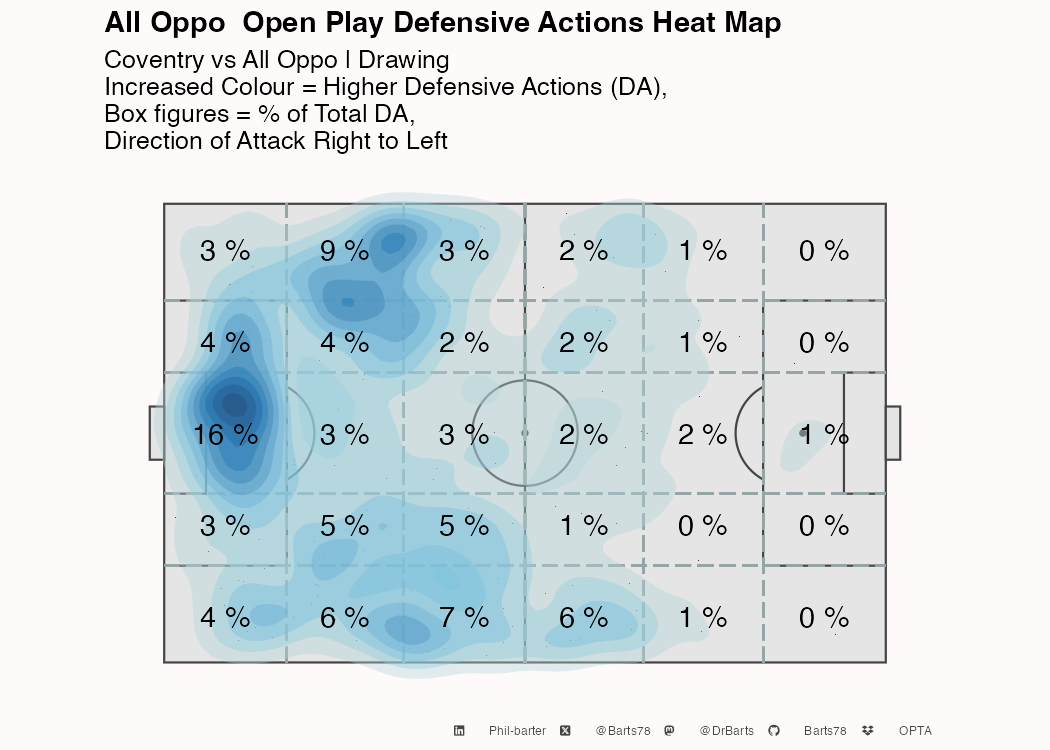 All Oppo  Open Play Defensive Actions Heat Map
Coventry vs All Oppo | Drawing
Increased Colour = Higher Defensive Actions (DA),
Box figures = % of Total DA,
Direction of Attack Right to Left
3 % 9 % 3 % 2 % 1 % 0 %
4 % 4 % 2 % 2 % 1 % 0 %
16 % 3 % 3 % 2 % 2 % 1 %
3 % 5 % 5 % 1 % 0 % 0 %
4 % 6 % 7 % 6 % 1 % 0 %
Phil-barter @Barts78 @DrBarts Barts78 OPTA